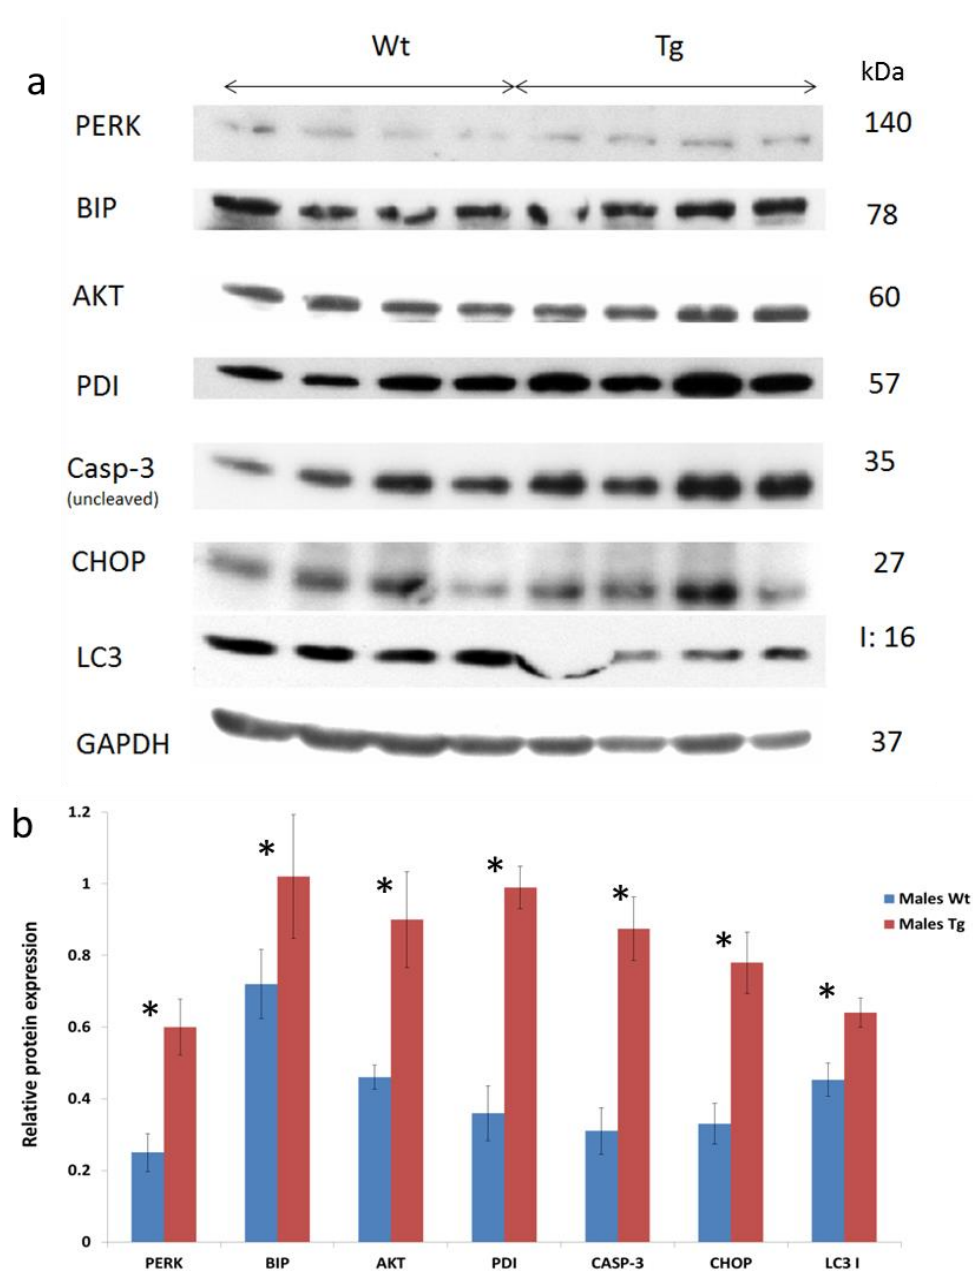 Wt Tg
a kDa
PERK 140
BIP 78
AKT 60
PDI 57
Casp-3 35
(uncleaved)
CHOP 27
LC3 I: 16
GAPDH 37
b
1.2
1
0.8
0.6
0.4
0.2
0
Relative protein expression
* * * * * * *
Males Wt
Males Tg
PERK BIP AKT PDI CASP-3 CHOP LC3 I